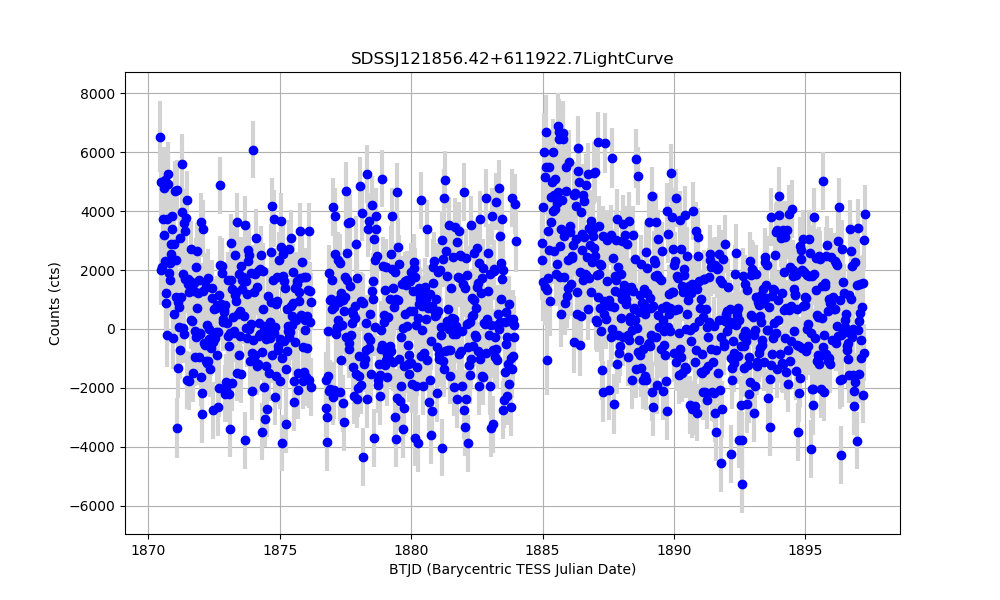 SDSSJ121856.42+611922.7LightCurve
8000
6000
4000
2000
0
−2000
−4000
−6000
Counts (cts)
1870 1875 1880 1885 1890 1895
BTJD (Barycentric TESS Julian Date)